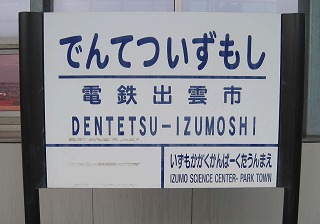 でんてついずもし
電鉄出雲市
DENTETSU-IZUMOSHI
いずもかがくかんぱーくたうんまえ
IZUMO SCIENCE CENTER- PARK TOWN